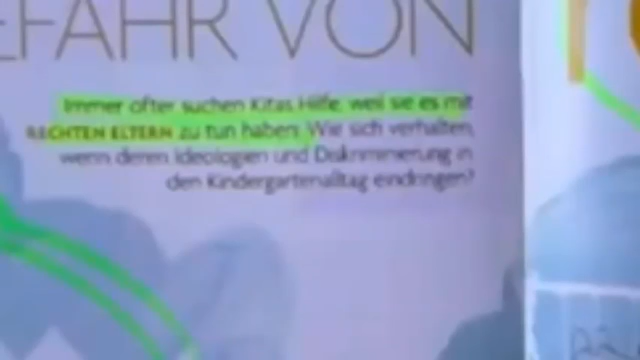 EFAHR VON
Immer öfter suchen Kitas Hilfe, weil sie es mit
RECHTEN ELTERN zu tun haben. Wie sich verhalten,
wenn deren Ideologien und Diskriminierung in
den Kindergartenalltag eindringen?